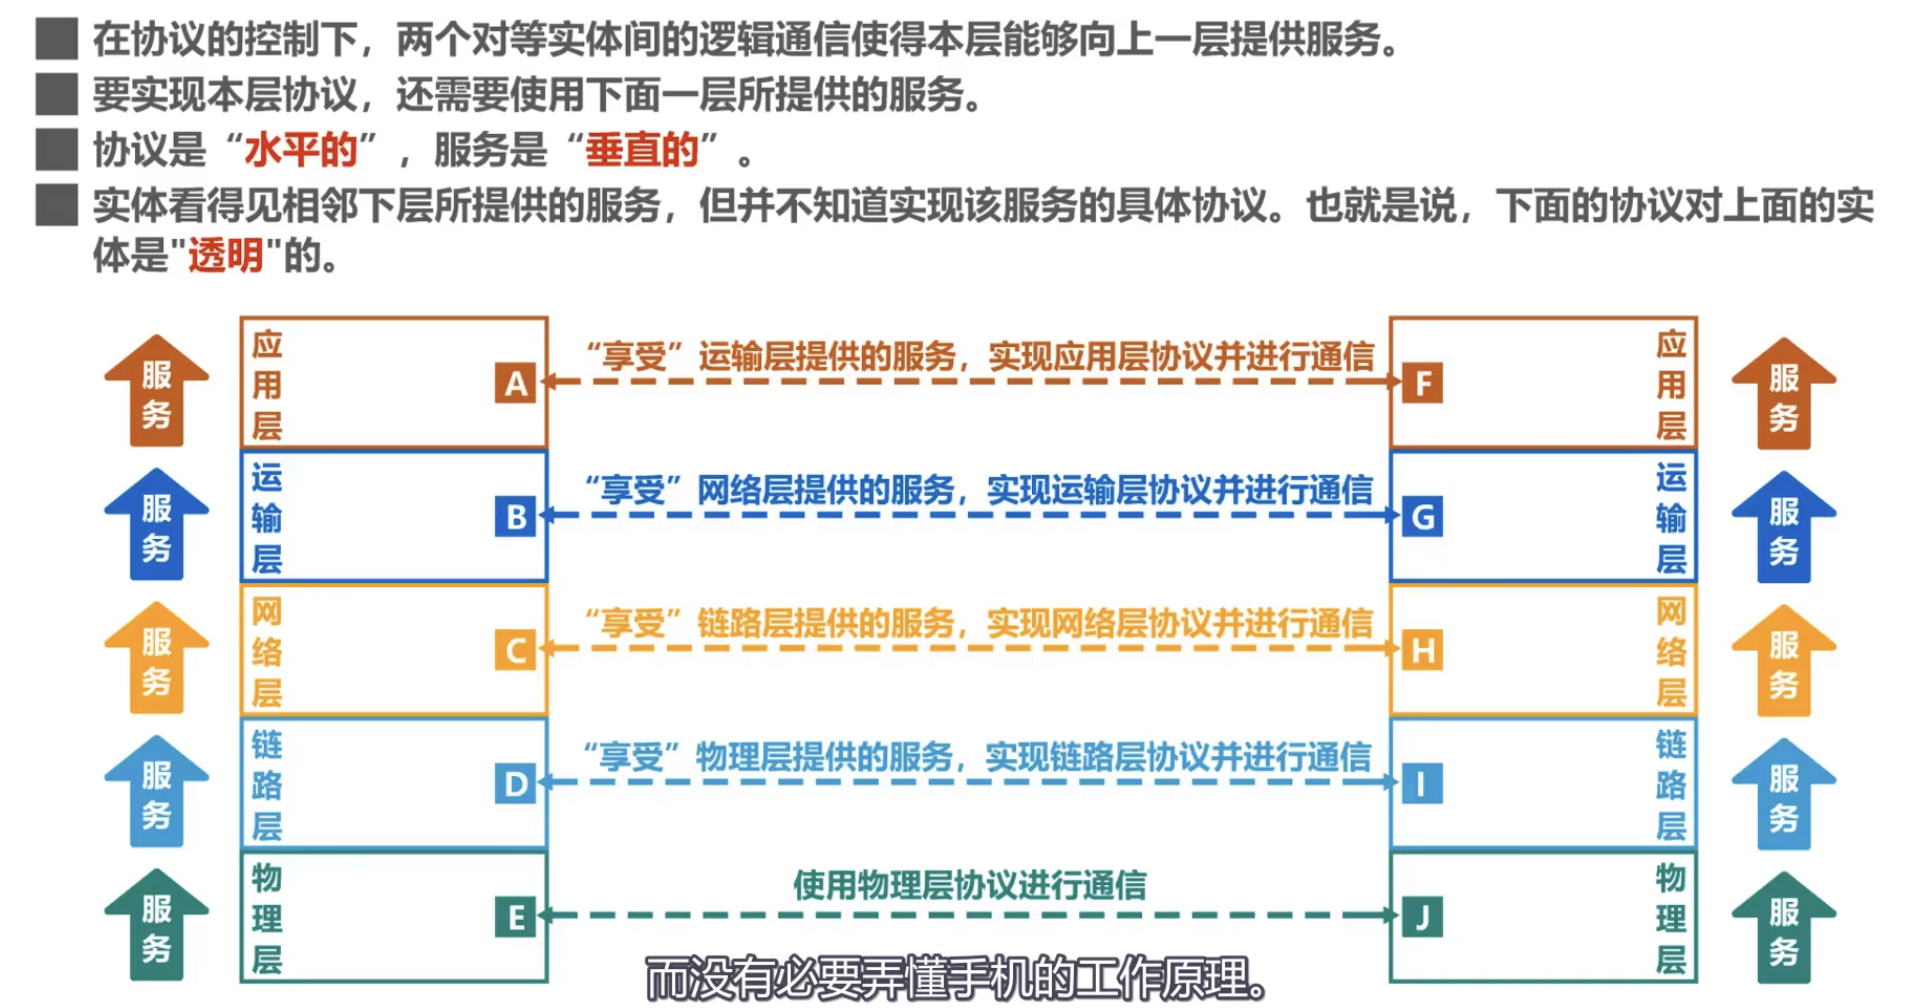 在协议的控制下，两个对等实体间的逻辑通信使得本层能够向上一层提供服务。
要实现本层协议，还需要使用下面一层所提供的服务。
协议是“水平的”，服务是“垂直的”。
实体看得见相邻下层所提供的服务，但并不知道实现该服务的具体协议。也就是说，下面的协议对上面的实
体是"透明"的。
服务
应用层
A
“享受”运输层提供的服务，实现应用层协议并进行通信
F
应用层
服务
服务
运输层
B
“享受”网络层提供的服务，实现运输层协议并进行通信
G
运输层
服务
服务
网络层
C
“享受”链路层提供的服务，实现网络层协议并进行通信
H
网络层
服务
服务
链路层
D
“享受”物理层提供的服务，实现链路层协议并进行通信
I
链路层
服务
服务
物理层
E
使用物理层协议进行通信
J
物理层
服务
而没有必要弄懂手机的工作原理。